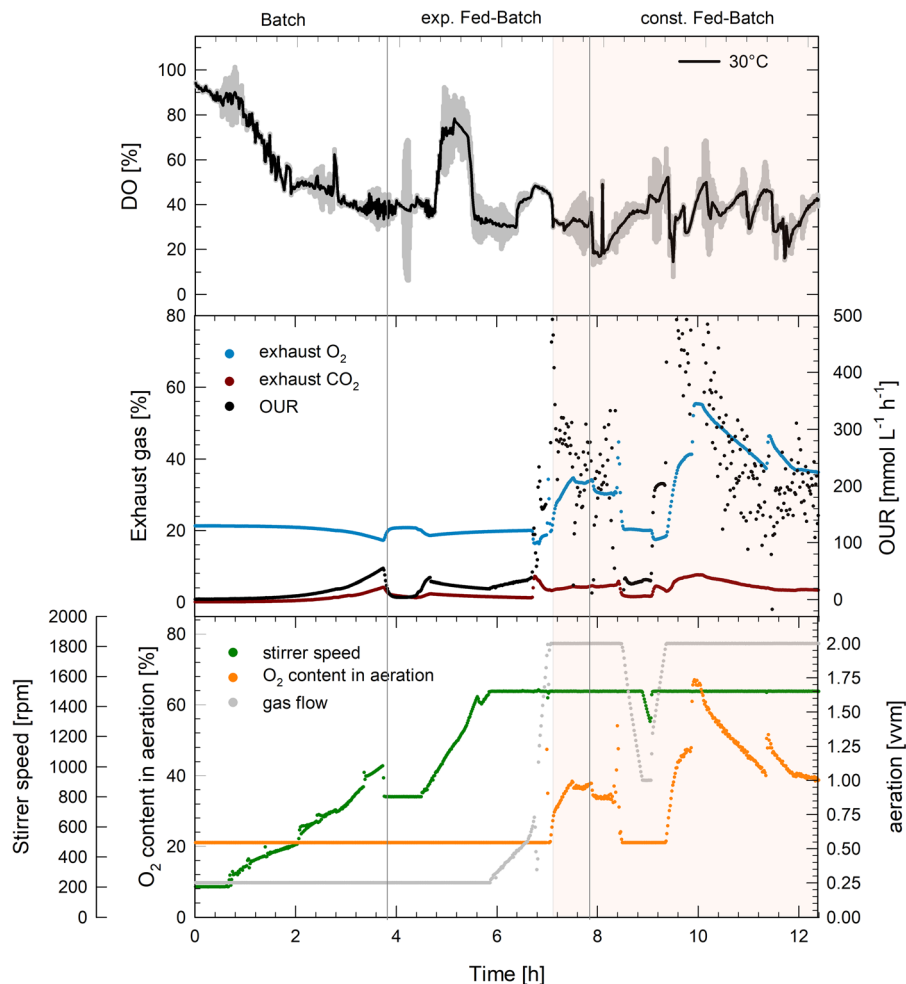 Batch
exp. Fed-Batch
const. Fed-Batch
30°C
DO [%]
100
80
60
40
20
0
exhaust O₂
exhaust CO₂
OUR
Exhaust gas [%]
80
60
40
20
0
OUR [mmol L⁻¹ h⁻¹]
500
400
300
200
100
0
stirrer speed
O₂ content in aeration
gas flow
Stirrer speed [rpm]
2000
1800
1600
1400
1200
1000
800
600
400
200
0
O₂ content in aeration [%]
80
60
40
20
0
aeration [vvm]
2.00
1.75
1.50
1.25
1.00
0.75
0.50
0.25
0.00
0
2
4
6
8
10
12
Time [h]